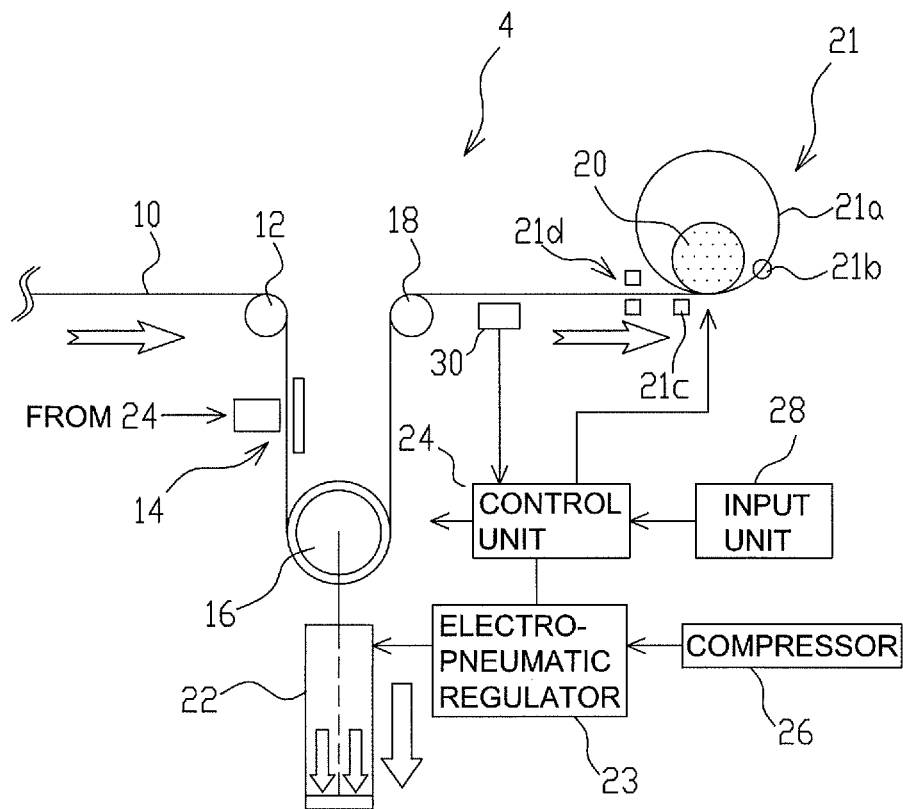 4
21
20
21a
10
12
18
21d
21b
30
21c
FROM 24
24
28
14
CONTROL
UNIT
INPUT
UNIT
16
ELECTRO-
PNEUMATIC
REGULATOR
COMPRESSOR
22
23
26